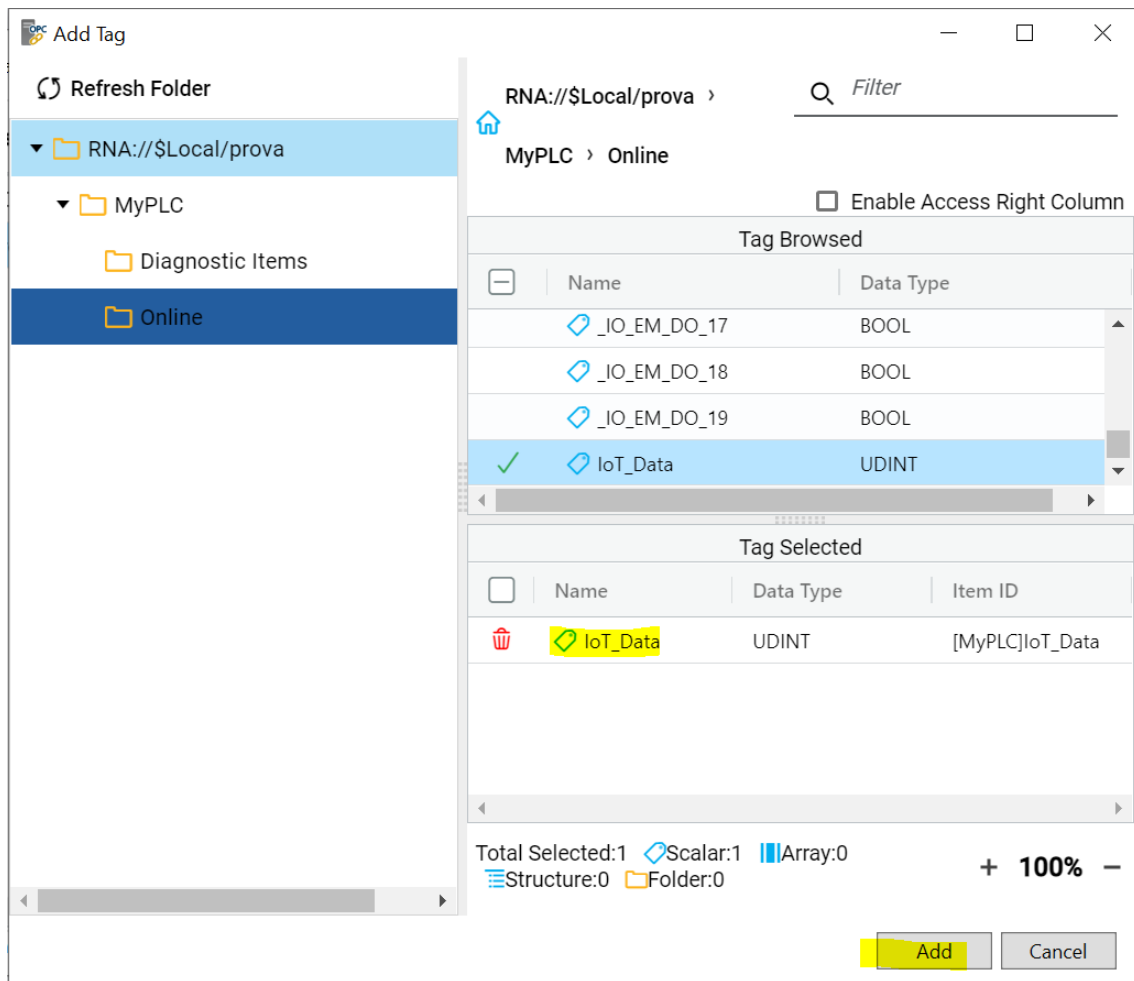 OPC Add Tag
Refresh Folder
RNA://$Local/prova
MyPLC
Diagnostic Items
Online
RNA://$Local/prova ›
Filter
MyPLC › Online
Enable Access Right Column
Tag Browsed
Name Data Type
_IO_EM_DO_17 BOOL
_IO_EM_DO_18 BOOL
_IO_EM_DO_19 BOOL
IoT_Data UDINT
Tag Selected
Name Data Type Item ID
IoT_Data UDINT [MyPLC]IoT_Data
Total Selected:1 Scalar:1 Array:0
Structure:0 Folder:0
+ 100% −
Add Cancel